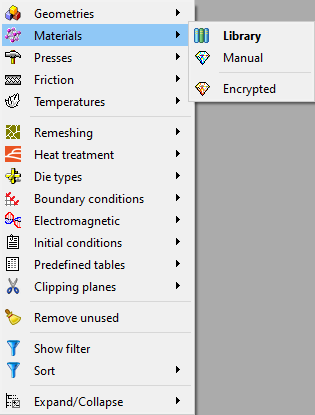 Geometries
Materials
Presses
Friction
Temperatures
Remeshing
Heat treatment
Die types
Boundary conditions
Electromagnetic
Initial conditions
Predefined tables
Clipping planes
Remove unused
Show filter
Sort
Expand/Collapse
Library
Manual
Encrypted